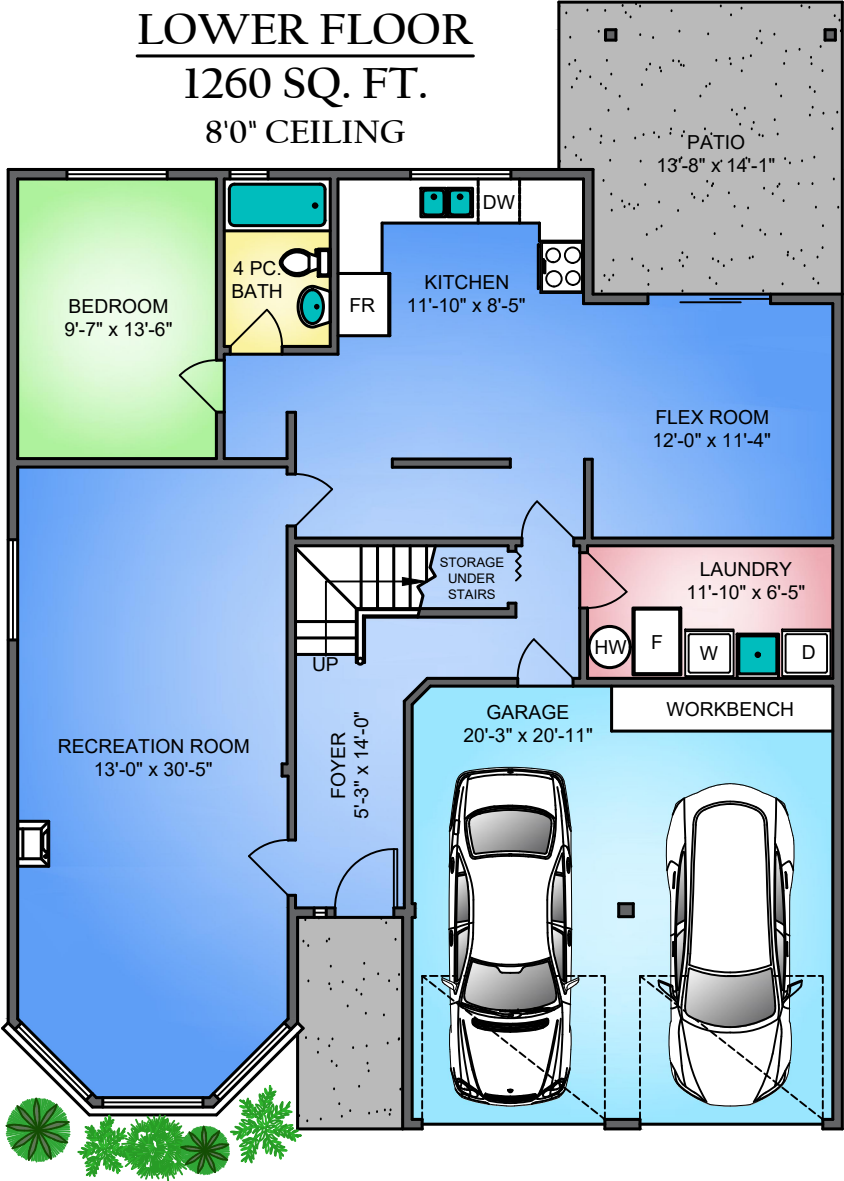 LOWER FLOOR
1260 SQ. FT.
8'0" CEILING
PATIO
13'-8" x 14'-1"
DW
4 PC.
BATH
KITCHEN
11'-10" x 8'-5"
FR
BEDROOM
9'-7" x 13'-6"
FLEX ROOM
12'-0" x 11'-4"
STORAGE
UNDER
STAIRS
LAUNDRY
11'-10" x 6'-5"
HW
F
W
D
UP
GARAGE
20'-3" x 20'-11"
WORKBENCH
RECREATION ROOM
13'-0" x 30'-5"
FOYER
5'-3" x 14'-0"